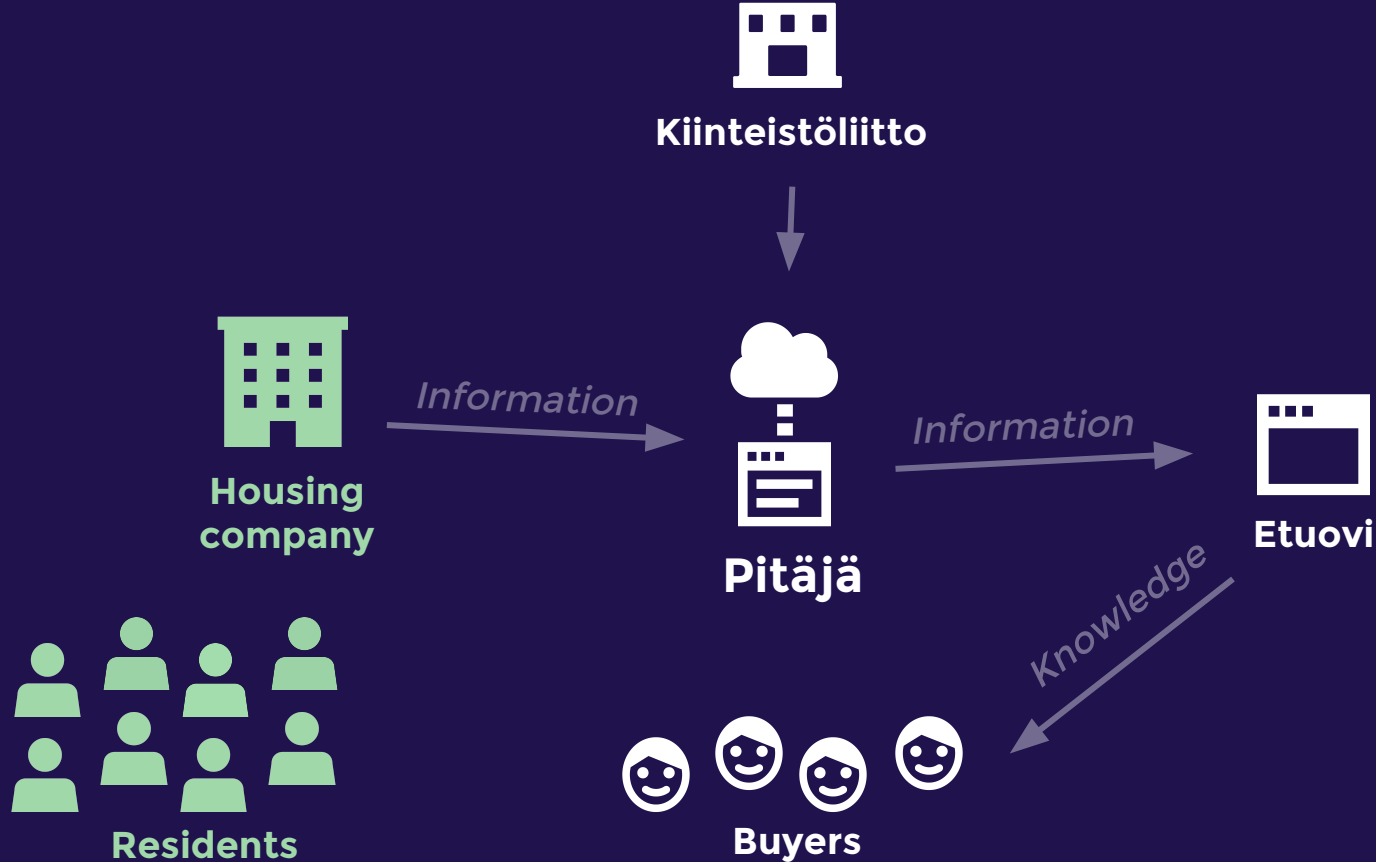 Kiinteistöliitto
Information
Information
Housing
company
Pitäjä
Etuovi
Knowledge
Residents
Buyers